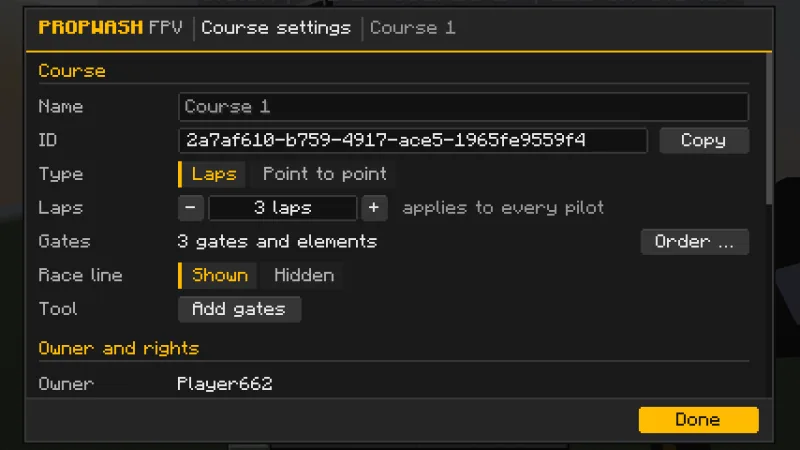 PROPWASH FPV Course settings Course 1
Course
Name Course 1
ID 2a7af610-b759-4917-ace5-1965fe9559f4 Copy
Type Laps Point to point
Laps - 3 laps + applies to every pilot
Gates 3 gates and elements Order ...
Race line Shown Hidden
Tool Add gates
Owner and rights
Owner Player662
Done